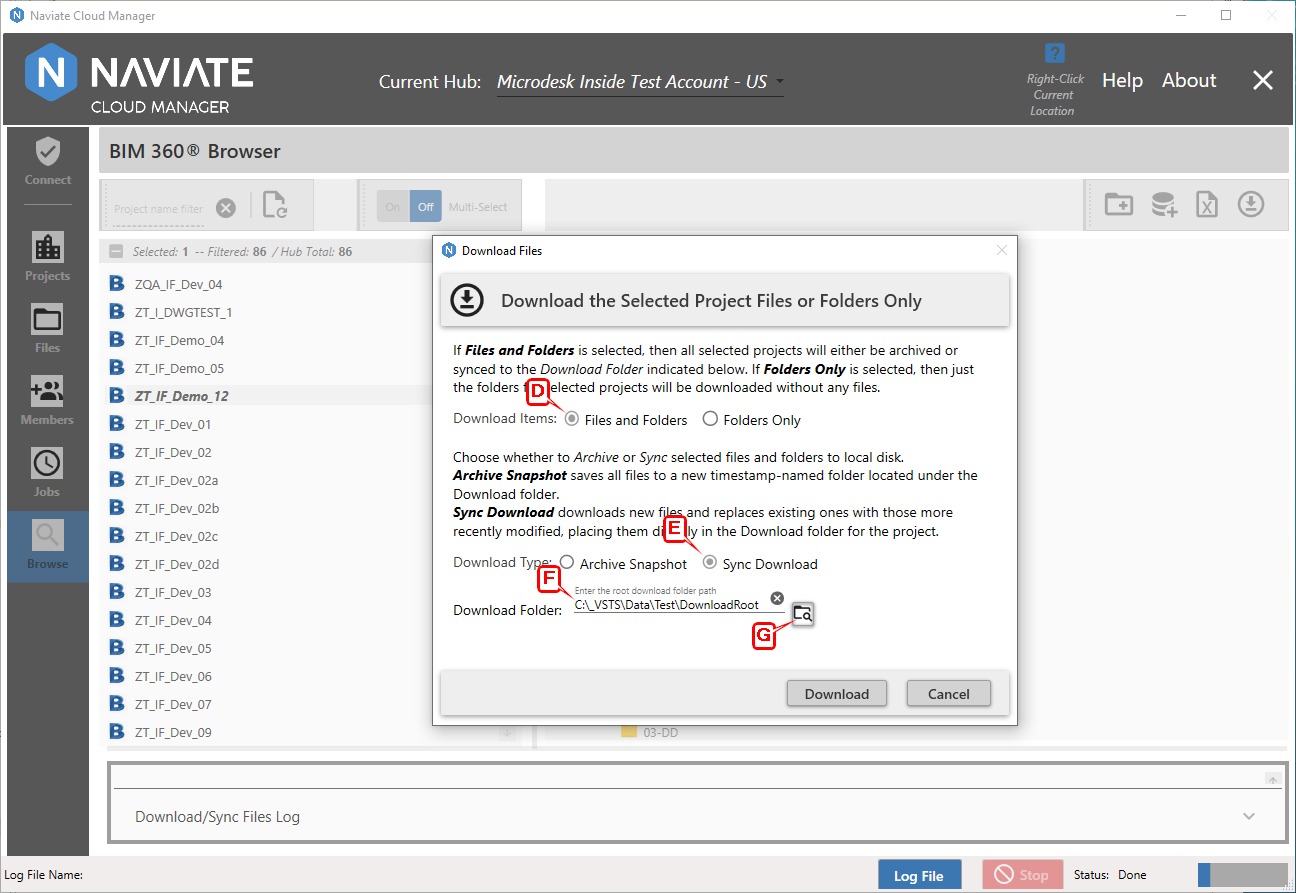 Naviate Cloud Manager
NAVIATE
CLOUD MANAGER
Current Hub: Microdesk Inside Test Account - US
?
Right-Click
Current
Location
Help
About
Connect
Projects
Files
Members
Jobs
Browse
BIM 360® Browser
Project name filter
On
Off
Multi-Select
Selected: 1 -- Filtered: 86 / Hub Total: 86
B ZQA_IF_Dev_04
B ZT_I_DWGTEST_1
B ZT_IF_Demo_04
B ZT_IF_Demo_05
B ZT_IF_Demo_12
B ZT_IF_Dev_01
B ZT_IF_Dev_02
B ZT_IF_Dev_02a
B ZT_IF_Dev_02b
B ZT_IF_Dev_02c
B ZT_IF_Dev_02d
B ZT_IF_Dev_03
B ZT_IF_Dev_04
B ZT_IF_Dev_05
B ZT_IF_Dev_06
B ZT_IF_Dev_07
B ZT_IF_Dev_09
03-DD
Download Files
Download the Selected Project Files or Folders Only
If Files and Folders is selected, then all selected projects will either be archived or
synced to the Download Folder indicated below. If Folders Only is selected, then just
the folders f selected projects will be downloaded without any files.
D
Download Items: Files and Folders Folders Only
Choose whether to Archive or Sync selected files and folders to local disk.
Archive Snapshot saves all files to a new timestamp-named folder located under the
Download folder.
Sync Download downloads new files and replaces existing ones with those more
recently modified, placing them di ly in the Download folder for the project.
E
Download Type: Archive Snapshot Sync Download
F
Enter the root download folder path
Download Folder: C:\_VSTS\Data\Test\DownloadRoot
G
Download
Cancel
Download/Sync Files Log
Log File Name:
Log File
Stop
Status: Done